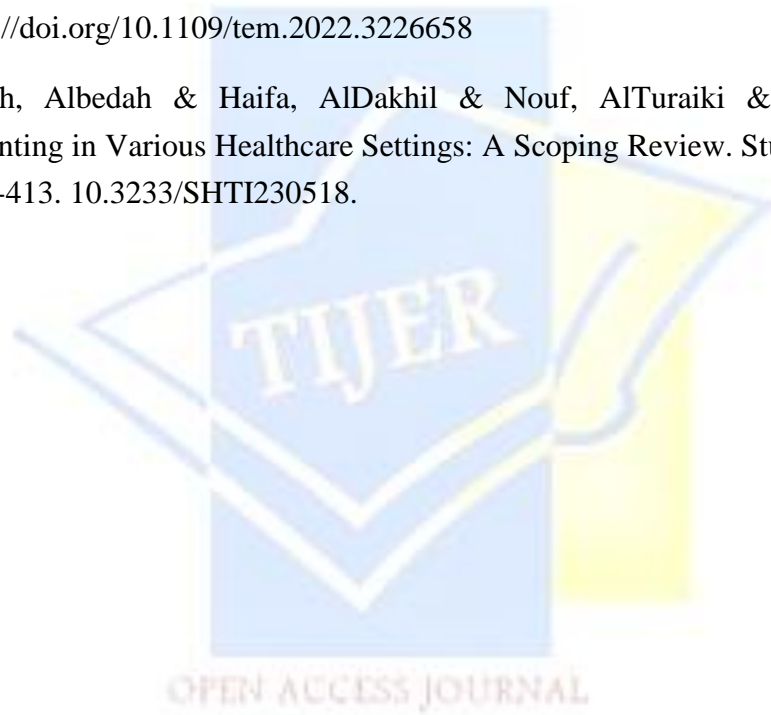 ://doi.org/10.1109/tem.2022.3226658
h, Albedah & Haifa, AlDakhil & Nouf, AlTuraiki &
nting in Various Healthcare Settings: A Scoping Review. Stu
-413. 10.3233/SHTI230518.
TIJER
OPEN ACCESS JOURNAL